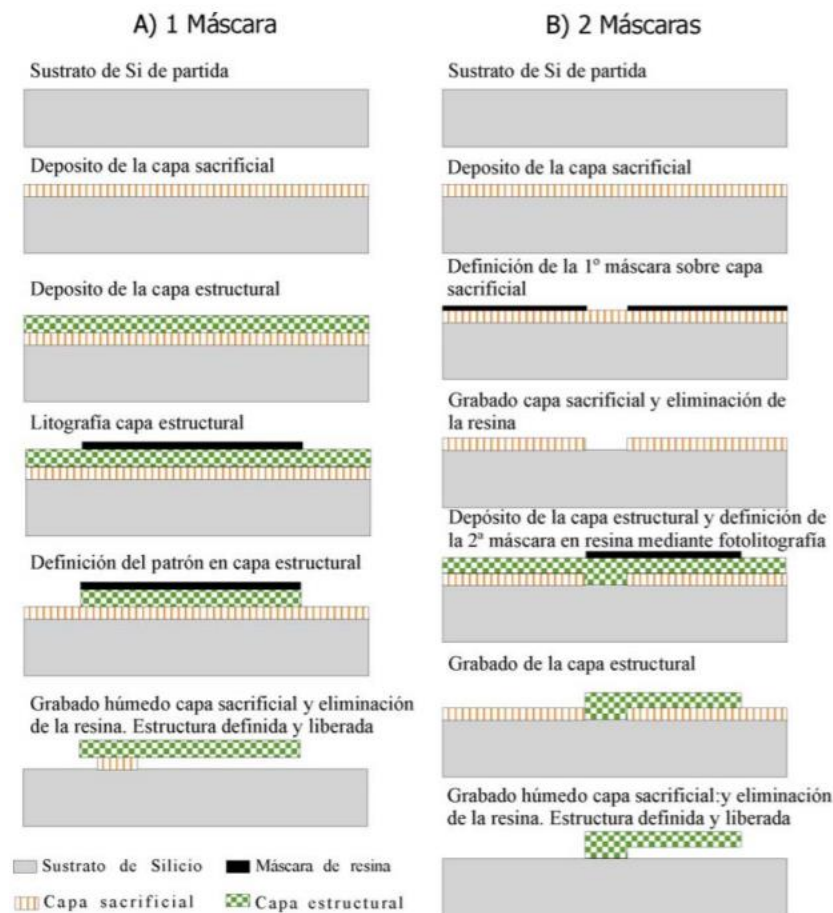 A) 1 Máscara
Sustrato de Si de partida
Deposito de la capa sacrificial
Deposito de la capa estructural
Litografía capa estructural
Definición del patrón en capa estructural
Grabado húmedo capa sacrificial y eliminación
de la resina. Estructura definida y liberada
B) 2 Máscaras
Sustrato de Si de partida
Deposito de la capa sacrificial
Definición de la 1º máscara sobre capa
sacrificial
Grabado capa sacrificial y eliminación de
la resina
Depósito de la capa estructural y definición de
la 2ª máscara en resina mediante fotolitografía
Grabado de la capa estructural
Grabado húmedo capa sacrificial:y eliminación
de la resina. Estructura definida y liberada
Sustrato de Silicio
Máscara de resina
Capa sacrificial
Capa estructural